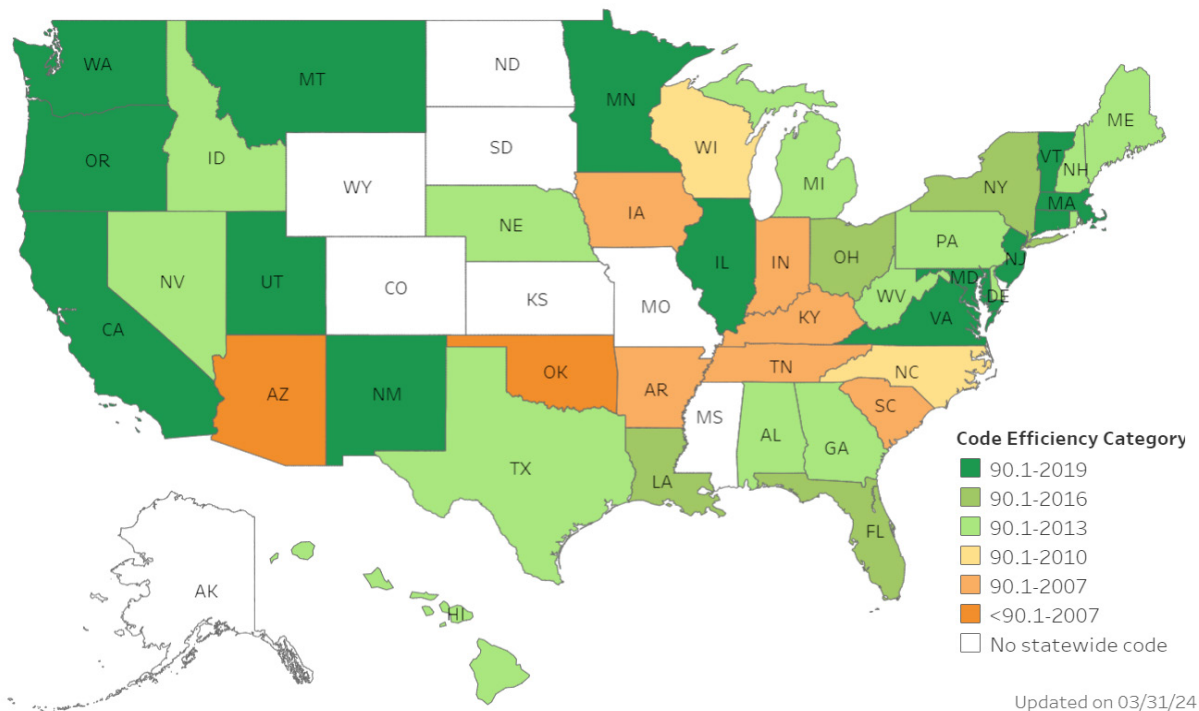 WA
MT
ND
MN
ME
OR
ID
WY
SD
WI
MI
VT
NH
NY
MA
NV
UT
CO
NE
IA
KS
MO
IL
IN
OH
PA
NJ
MD
DE
WV
VA
KY
CA
AZ
NM
OK
AR
TN
NC
SC
TX
LA
MS
AL
GA
FL
AK
HI
Code Efficiency Category
90.1-2019
90.1-2016
90.1-2013
90.1-2010
90.1-2007
<90.1-2007
No statewide code
Updated on 03/31/24